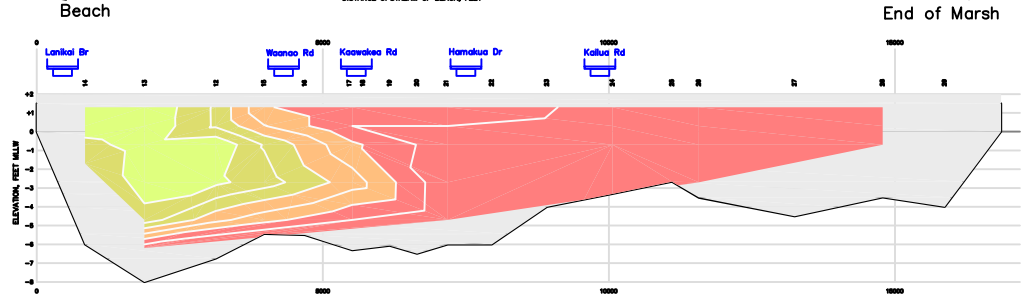 Beach
End of Marsh
0 5000 10000 15000
Lanikai Br Waanao Rd Kaawakea Rd Hamakua Dr Kailua Rd
14 13 12 15 16 17 18 19 20 21 22 23 24 25 26 27 28 29
+2
+1
0
-1
-2
-3
-4
-5
-6
-7
-8
ELEVATION, FEET MLLW
0 5000 10000 15000